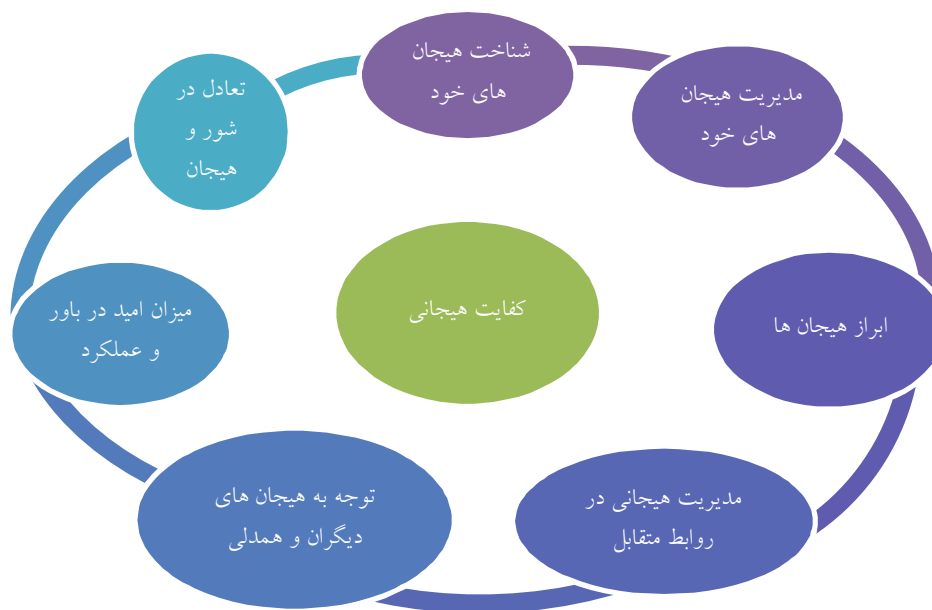 شناخت هیجان
های خود
مدیریت هیجان
های خود
ابراز هیجان ها
مدیریت هیجانی در
روابط متقابل
توجه به هیجان های
دیگران و همدلی
میزان امید در باور
و عملکرد
تعادل در
شور و
هیجان
کفایت هیجانی